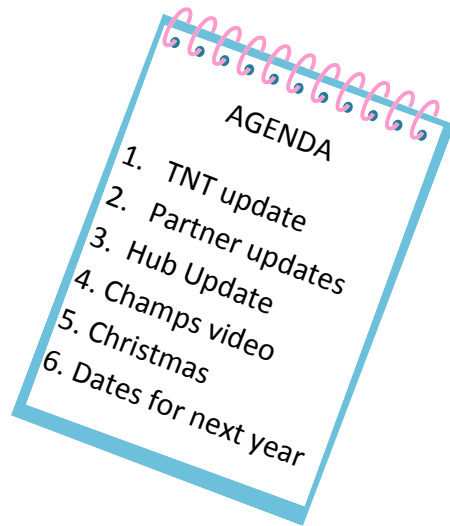 AGENDA
1. TNT update
2. Partner updates
3. Hub Update
4. Champs video
5. Christmas
6. Dates for next year